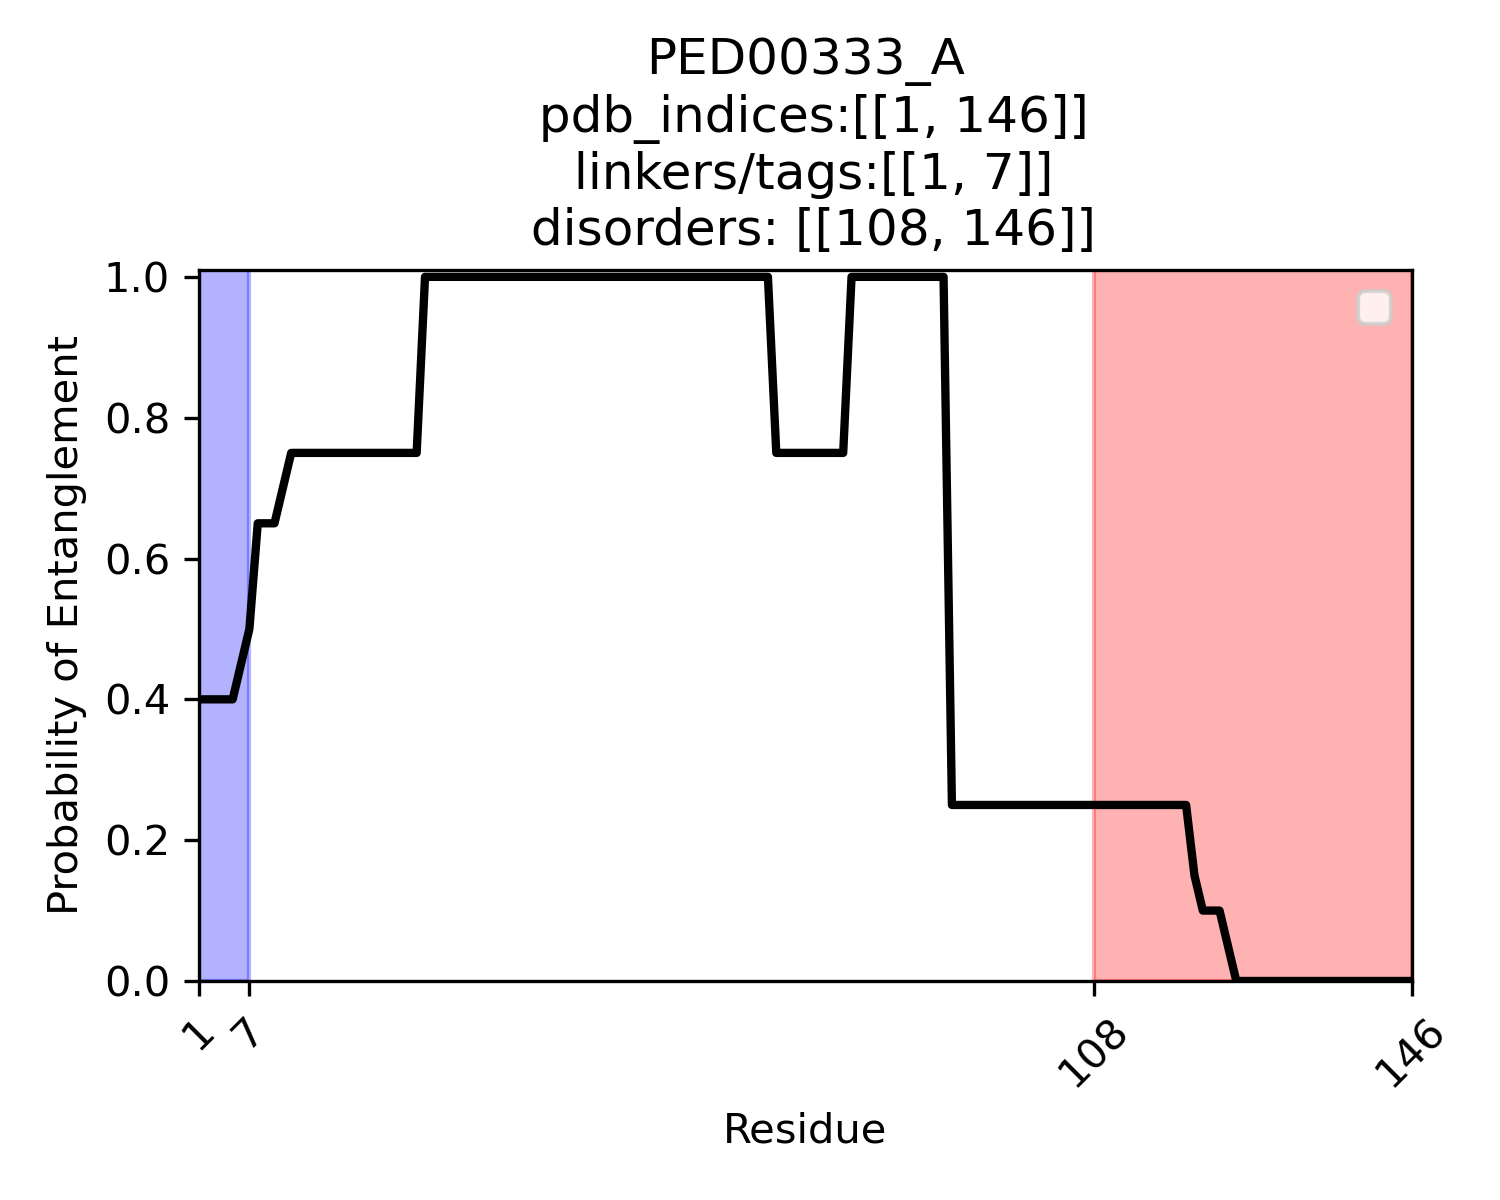 PED00333_A
pdb_indices:[[1, 146]]
linkers/tags:[[1, 7]]
disorders: [[108, 146]]
1.0
0.8
0.6
0.4
0.2
0.0
Probability of Entanglement
1
7
108
146
Residue